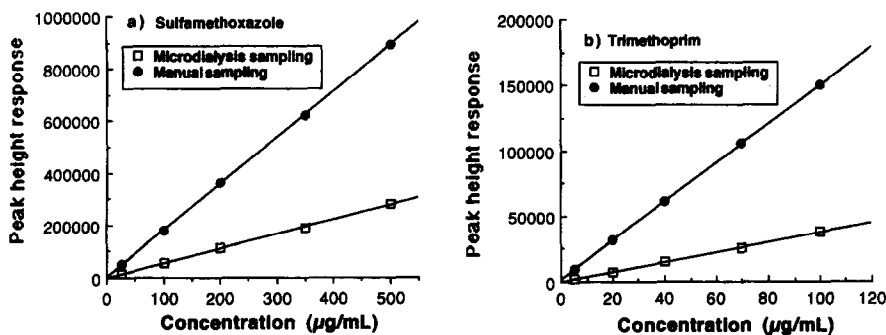 a) Sulfamethoxazole
Microdialysis sampling
Manual sampling
Peak height response
1000000
800000
600000
400000
200000
0
0 100 200 300 400 500
Concentration (µg/mL)
b) Trimethoprim
Microdialysis sampling
Manual sampling
Peak height response
200000
150000
100000
50000
0
0 20 40 60 80 100 120
Concentration (µg/mL)